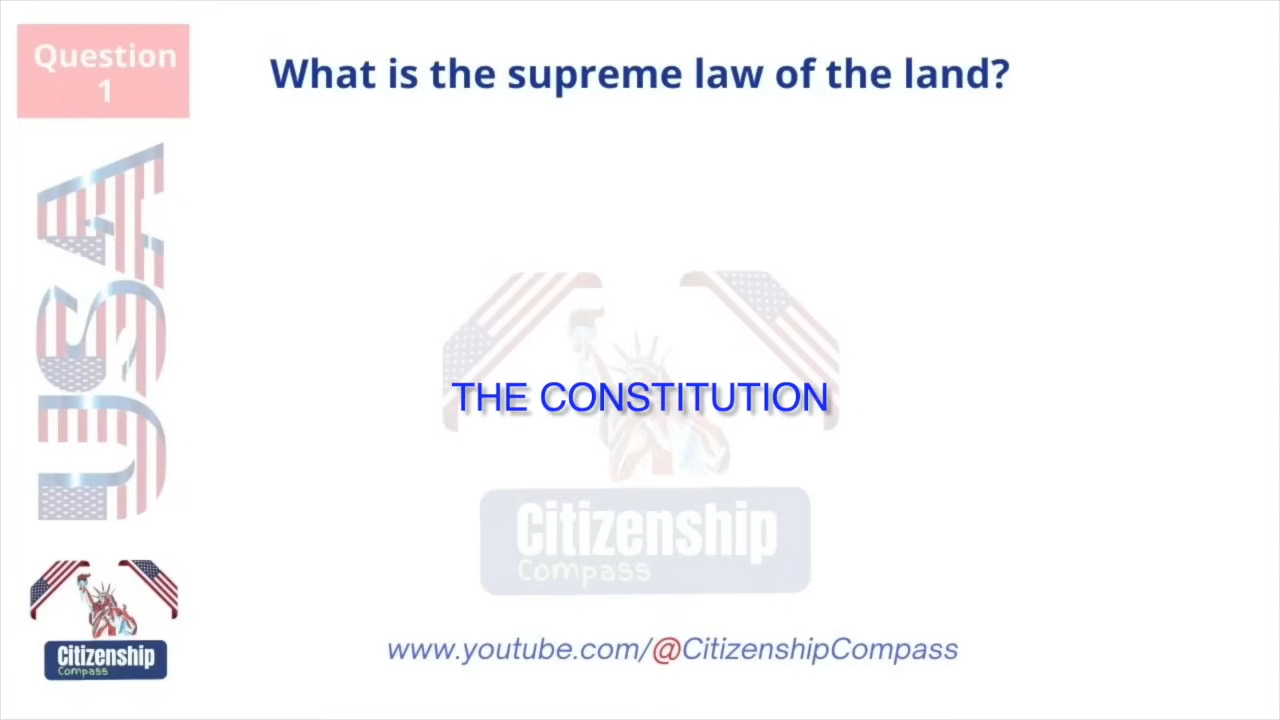 Question
1
What is the supreme law of the land?
USA
THE CONSTITUTION
Citizenship
Compass
Citizenship
Compass
www.youtube.com/@CitizenshipCompass